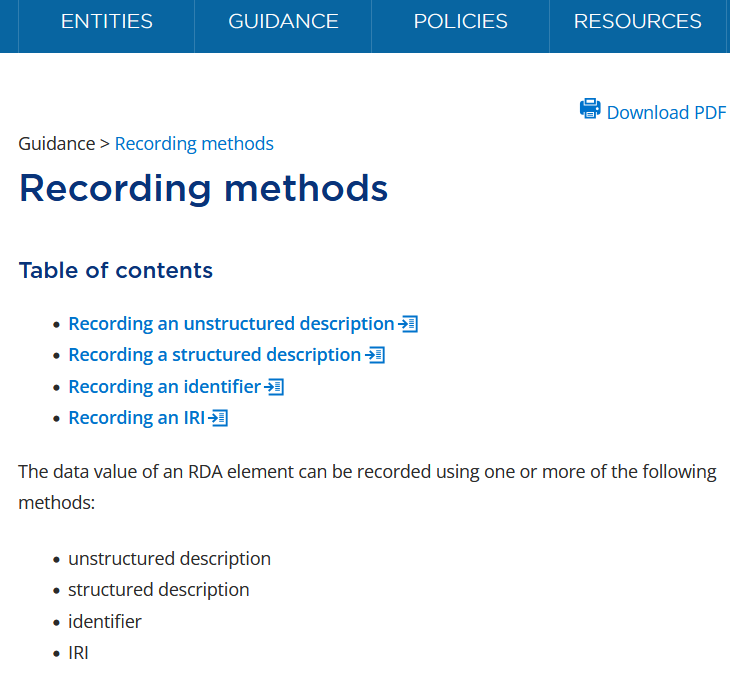 ENTITIES GUIDANCE POLICIES RESOURCES
Download PDF
Guidance > Recording methods
Recording methods
Table of contents
• Recording an unstructured description
• Recording a structured description
• Recording an identifier
• Recording an IRI
The data value of an RDA element can be recorded using one or more of the following
methods:
• unstructured description
• structured description
• identifier
• IRI